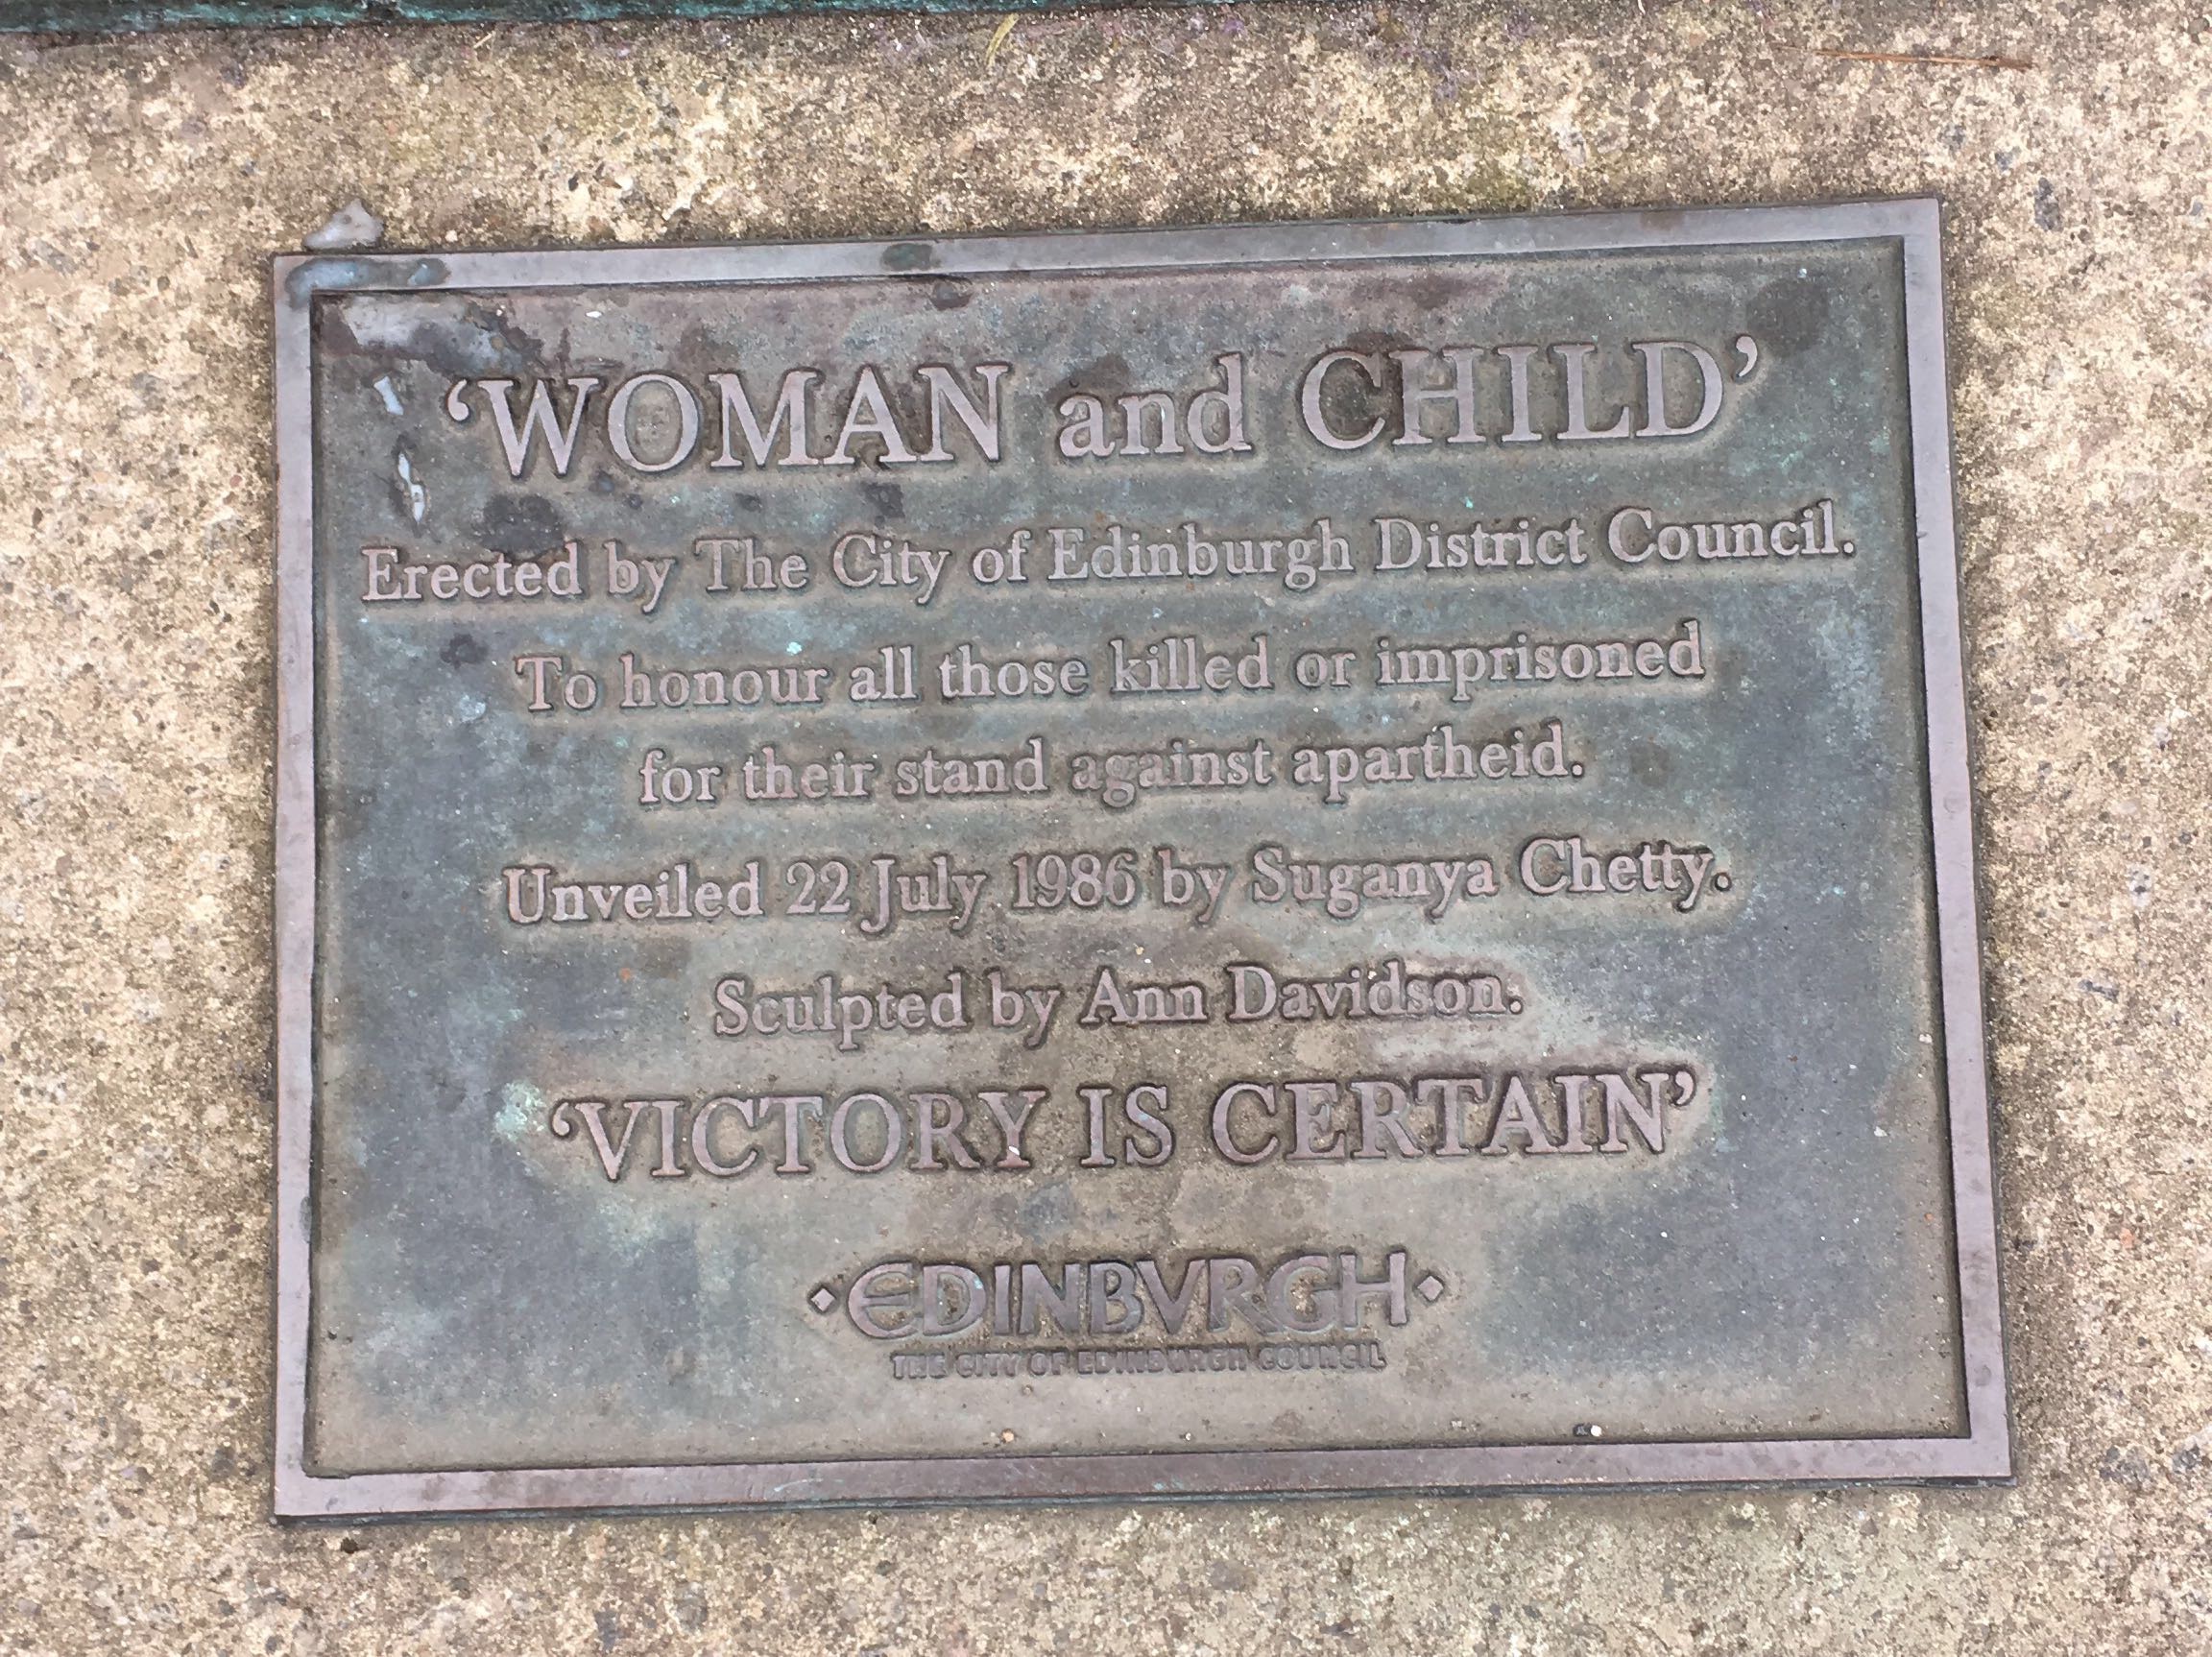 ‘WOMAN and CHILD’
Erected by The City of Edinburgh District Council.
To honour all those killed or imprisoned
for their stand against apartheid.
Unveiled 22 July 1986 by Suganya Chetty.
Sculpted by Ann Davidson.
‘VICTORY IS CERTAIN’
EDINBVRGH
THE CITY OF EDINBURGH COUNCIL